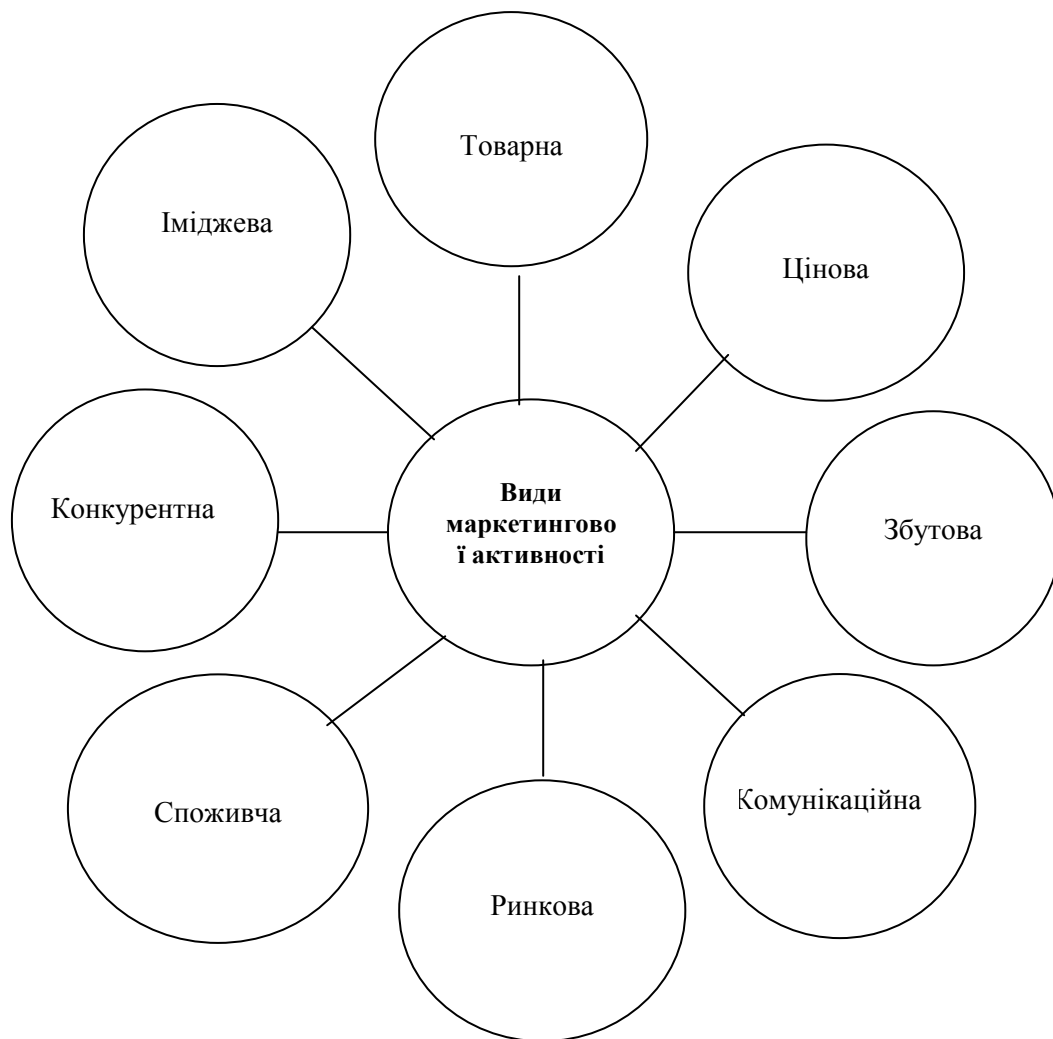 Товарна
Іміджева
Цінова
Конкурентна
Види
маркетингово
ї активності
Збутова
Споживча
Комунікаційна
Ринкова